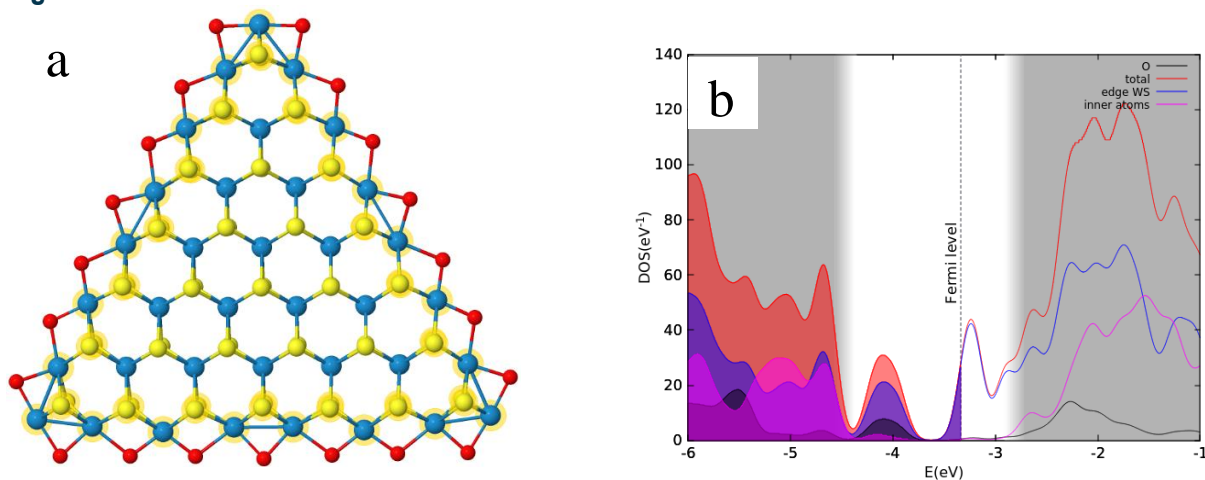 a
b
140
120
100
80
60
40
20
0
DOS(eV⁻¹)
-6
-5
-4
-3
-2
-1
E(eV)
Fermi level
O
total
edge WS
inner atoms